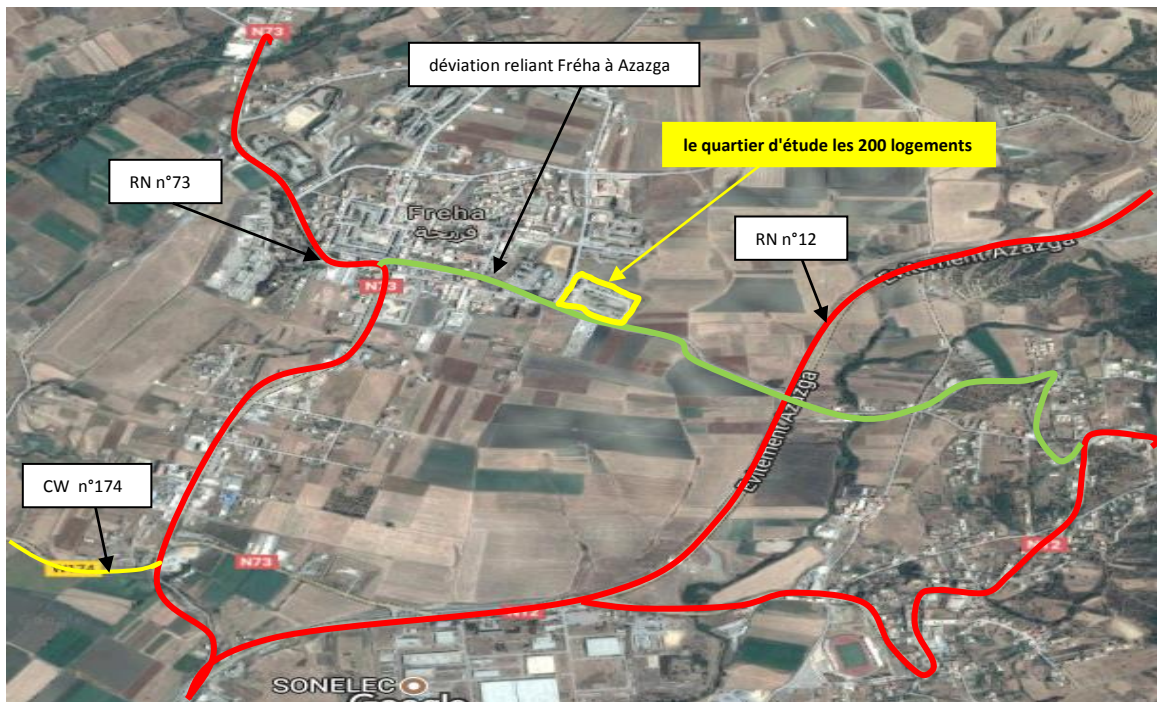 N73
déviation reliant Fréha à Azazga
le quartier d'étude les 200 logements
RN n°73
Freha
فريحة
RN n°12
Evitement Azazga
N73
Evitement Azazga
CW n°174
N73
W174
N12
N12
SONELEC
Google